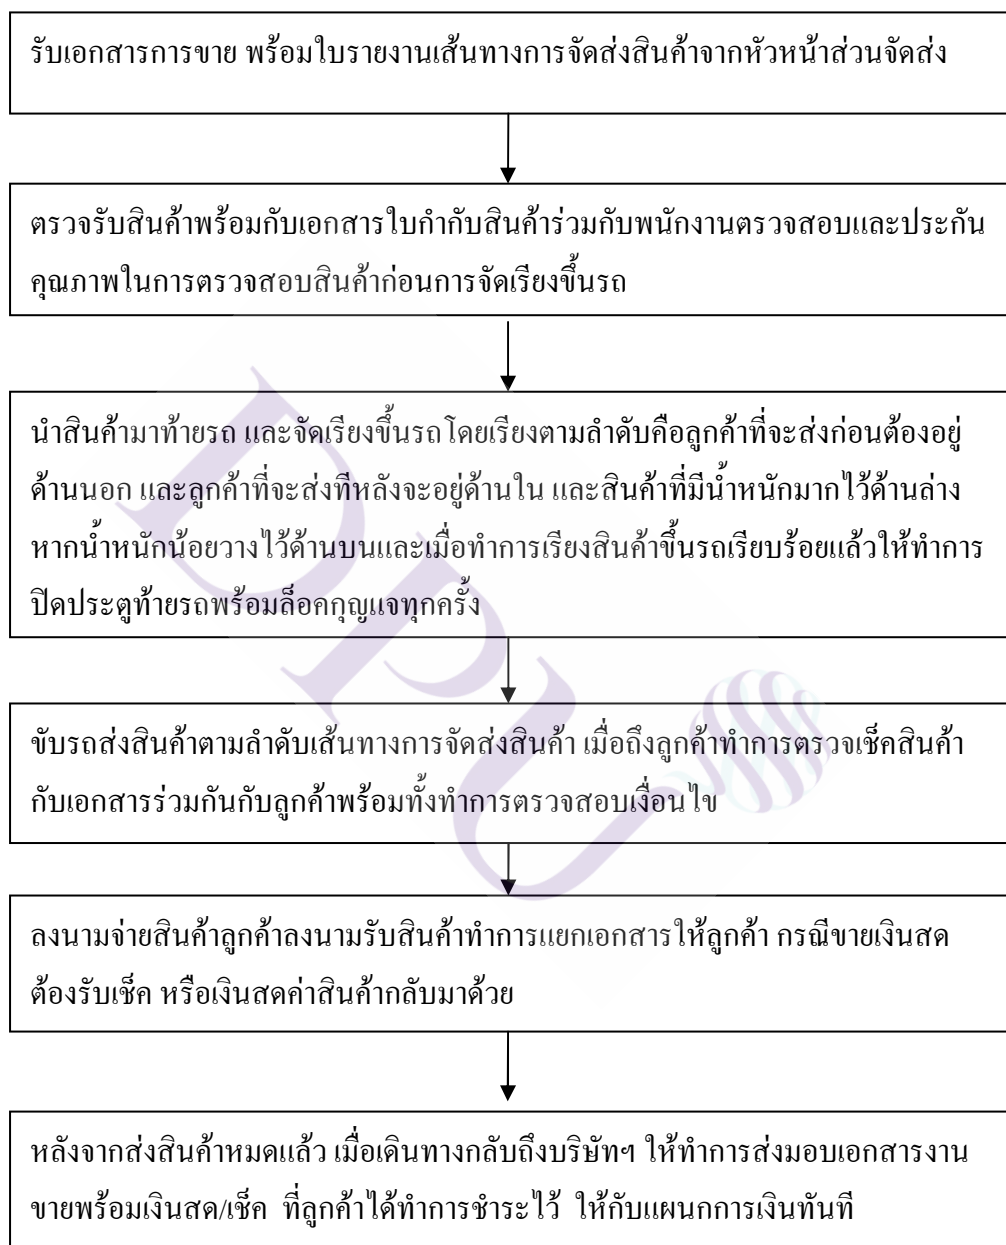 รับเอกสารการขาย พร้อมใบรายงานเส้นทางการจัดส่งสินค้าจากหัวหน้าส่วนจัดส่ง
ตรวจรับสินค้าพร้อมกับเอกสารใบกำกับสินค้าร่วมกับพนักงานตรวจสอบและประกัน
คุณภาพในการตรวจสอบสินค้าก่อนการจัดเรียงขึ้นรถ
นำสินค้ามาท้ายรถ และจัดเรียงขึ้นรถโดยเรียงตามลำดับคือลูกค้าที่จะส่งก่อนต้องอยู่
ด้านนอก และลูกค้าที่จะส่งทีหลังจะอยู่ด้านใน และสินค้าที่มีน้ำหนักมากไว้ด้านล่าง
หากน้ำหนักน้อยวางไว้ด้านบนและเมื่อทำการเรียงสินค้าขึ้นรถเรียบร้อยแล้วให้ทำการ
ปิดประตูท้ายรถพร้อมล็อคกุญแจทุกครั้ง
ขับรถส่งสินค้าตามลำดับเส้นทางการจัดส่งสินค้า เมื่อถึงลูกค้าทำการตรวจเช็คสินค้า
กับเอกสารร่วมกันกับลูกค้าพร้อมทั้งทำการตรวจสอบเงื่อนไข
ลงนามจ่ายสินค้าลูกค้าลงนามรับสินค้าทำการแยกเอกสารให้ลูกค้า กรณีขายเงินสด
ต้องรับเช็ค หรือเงินสดค่าสินค้ากลับมาด้วย
หลังจากส่งสินค้าหมดแล้ว เมื่อเดินทางกลับถึงบริษัทฯ ให้ทำการส่งมอบเอกสารงาน
ขายพร้อมเงินสด/เช็ค ที่ลูกค้าได้ทำการชำระไว้ ให้กับแผนกการเงินทันที
DPU